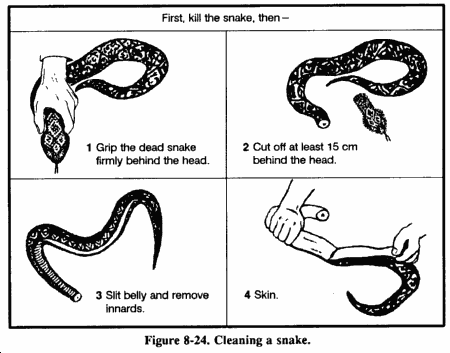 First, kill the snake, then–
1 Grip the dead snake
firmly behind the head.
2 Cut off at least 15 cm
behind the head.
3 Slit belly and remove
innards.
4 Skin.
Figure 8-24. Cleaning a snake.